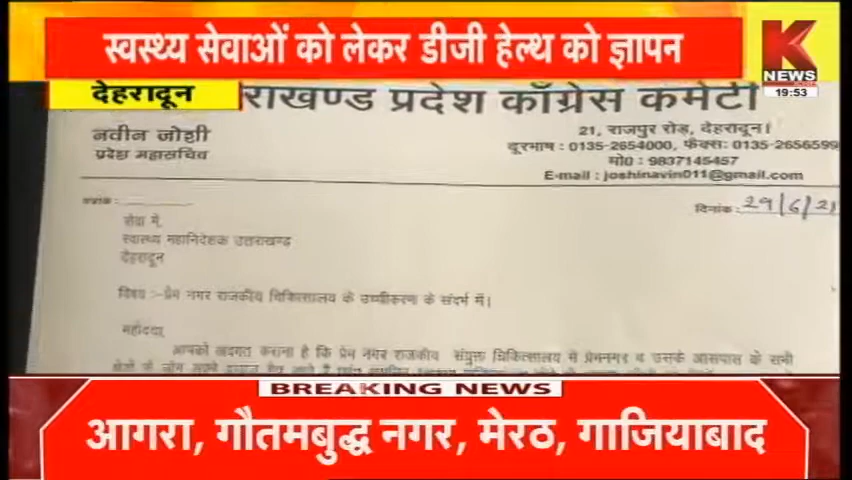 स्वस्थ्य सेवाओं को लेकर डीजी हेल्थ को ज्ञापन
K
NEWS
INDIA
19:53
देहरादून
राखण्ड प्रदेश काँग्रेस कमेटी
नवीन जोशी
प्रदेश महासचिव
21, राजपुर रोड़, देहरादून।
दूरभाष : 0135-2654000, फैक्स: 0135-2656599
मो0 : 9837145457
E-mail : joshinavin011@gmail.com
दिनांक : 29/6/21
सेवा में,
स्वास्थ्य महानिदेशक उत्तराखण्ड
देहरादून
विषय :- प्रेम नगर राजकीय चिकित्सालय के उच्चीकरण के संदर्भ में।
महोदया,
आपको अवगत कराना है कि प्रेम नगर राजकीय संयुक्त चिकित्सालय में प्रेमनगर व उसके आसपास के सभी
BREAKING NEWS
आगरा, गौतमबुद्ध नगर, मेरठ, गाजियाबाद